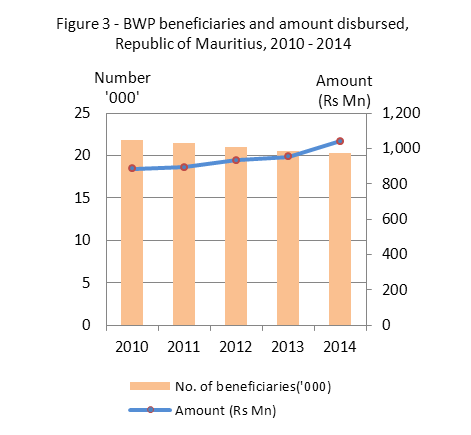 Figure 3 - BWP beneficiaries and amount disbursed,
Republic of Mauritius, 2010 - 2014
Number
'000'
Amount
(Rs Mn)
25
20
15
10
5
0
1,200
1,000
800
600
400
200
0
2010 2011 2012 2013 2014
No. of beneficiaries('000)
Amount (Rs Mn)